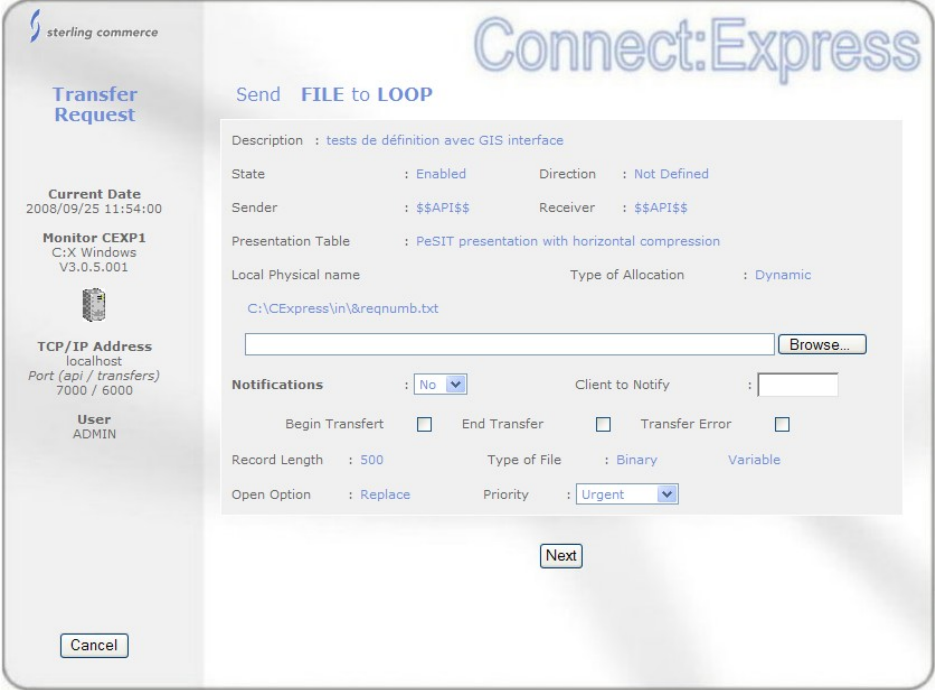 sterling commerce
Connect:Express
Transfer
Request
Send FILE to LOOP
Description : tests de définition avec GIS interface
State : Enabled Direction : Not Defined
Current Date
2008/09/25 11:54:00
Sender : $$API$$ Receiver : $$API$$
Monitor CEXP1
C:X Windows
V3.0.5.001
Presentation Table : PeSIT presentation with horizontal compression
Local Physical name Type of Allocation : Dynamic
C:\CExpress\in\&reqnumb.txt
Browse...
TCP/IP Address
localhost
Port (api / transfers)
7000 / 6000
User
ADMIN
Notifications : No Client to Notify :
Begin Transfert End Transfer Transfer Error
Record Length : 500 Type of File : Binary Variable
Open Option : Replace Priority : Urgent
Next
Cancel